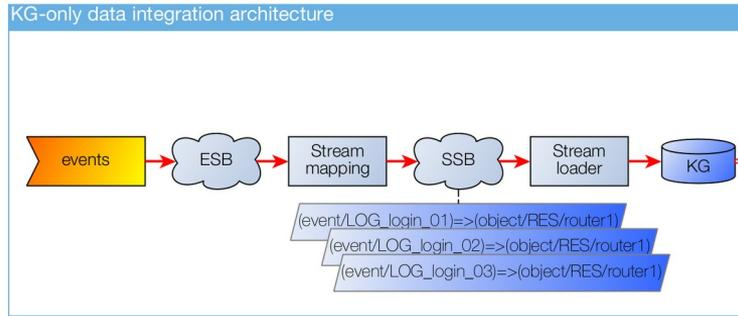 KG-only data integration architecture
events
ESB
Stream
mapping
SSB
Stream
loader
KG
(event/LOG_login_01)=>(object/RES/router1)
(event/LOG_login_02)=>(object/RES/router1)
(event/LOG_login_03)=>(object/RES/router1)